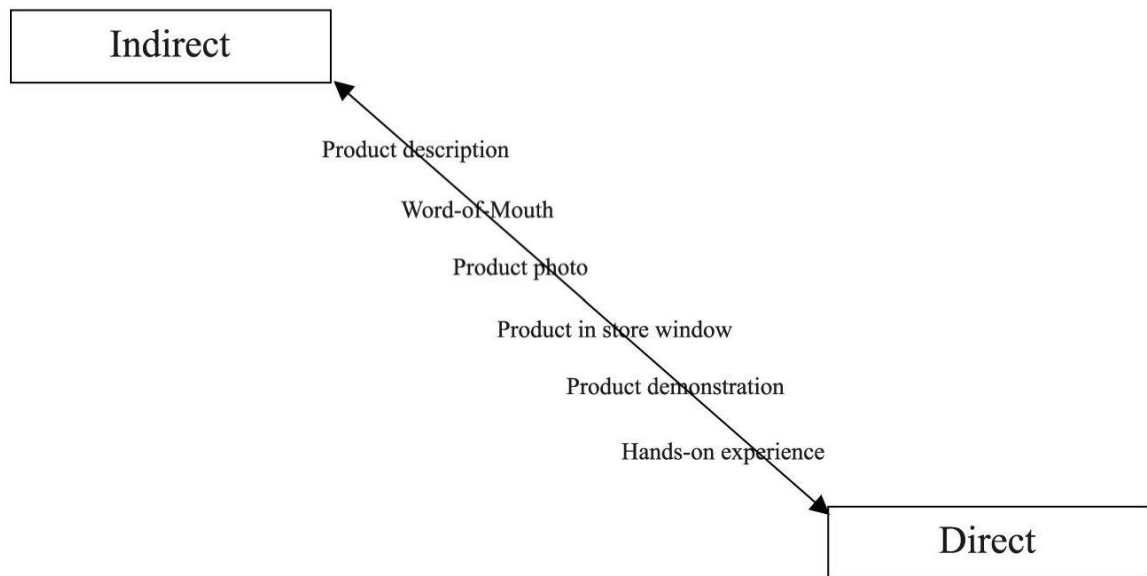 Indirect
Product description
Word-of-Mouth
Product photo
Product in store window
Product demonstration
Hands-on experience
Direct